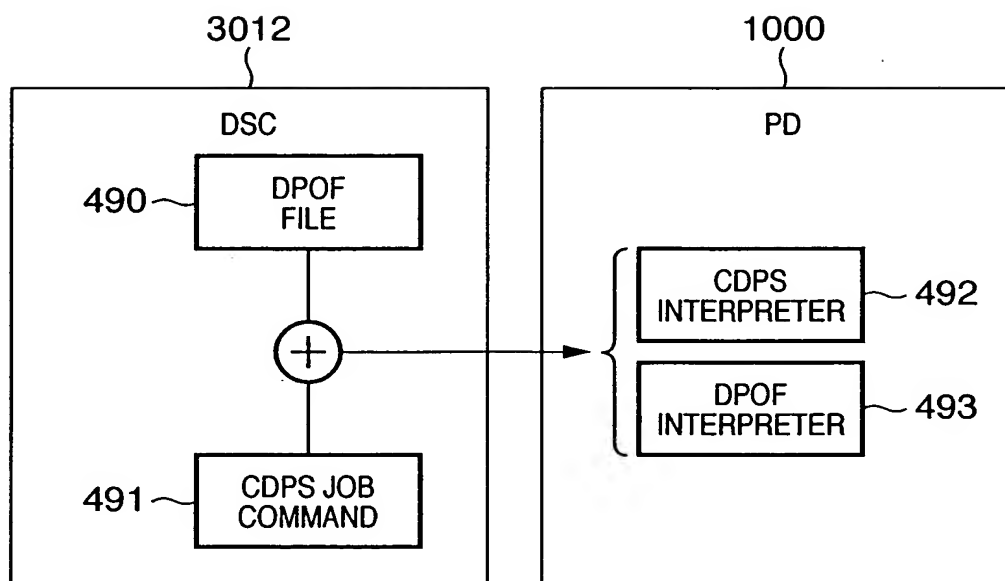 3012
1000
DSC
PD
490
DPOF
FILE
CDPS
INTERPRETER
492
DPOF
INTERPRETER
493
491
CDPS JOB
COMMAND